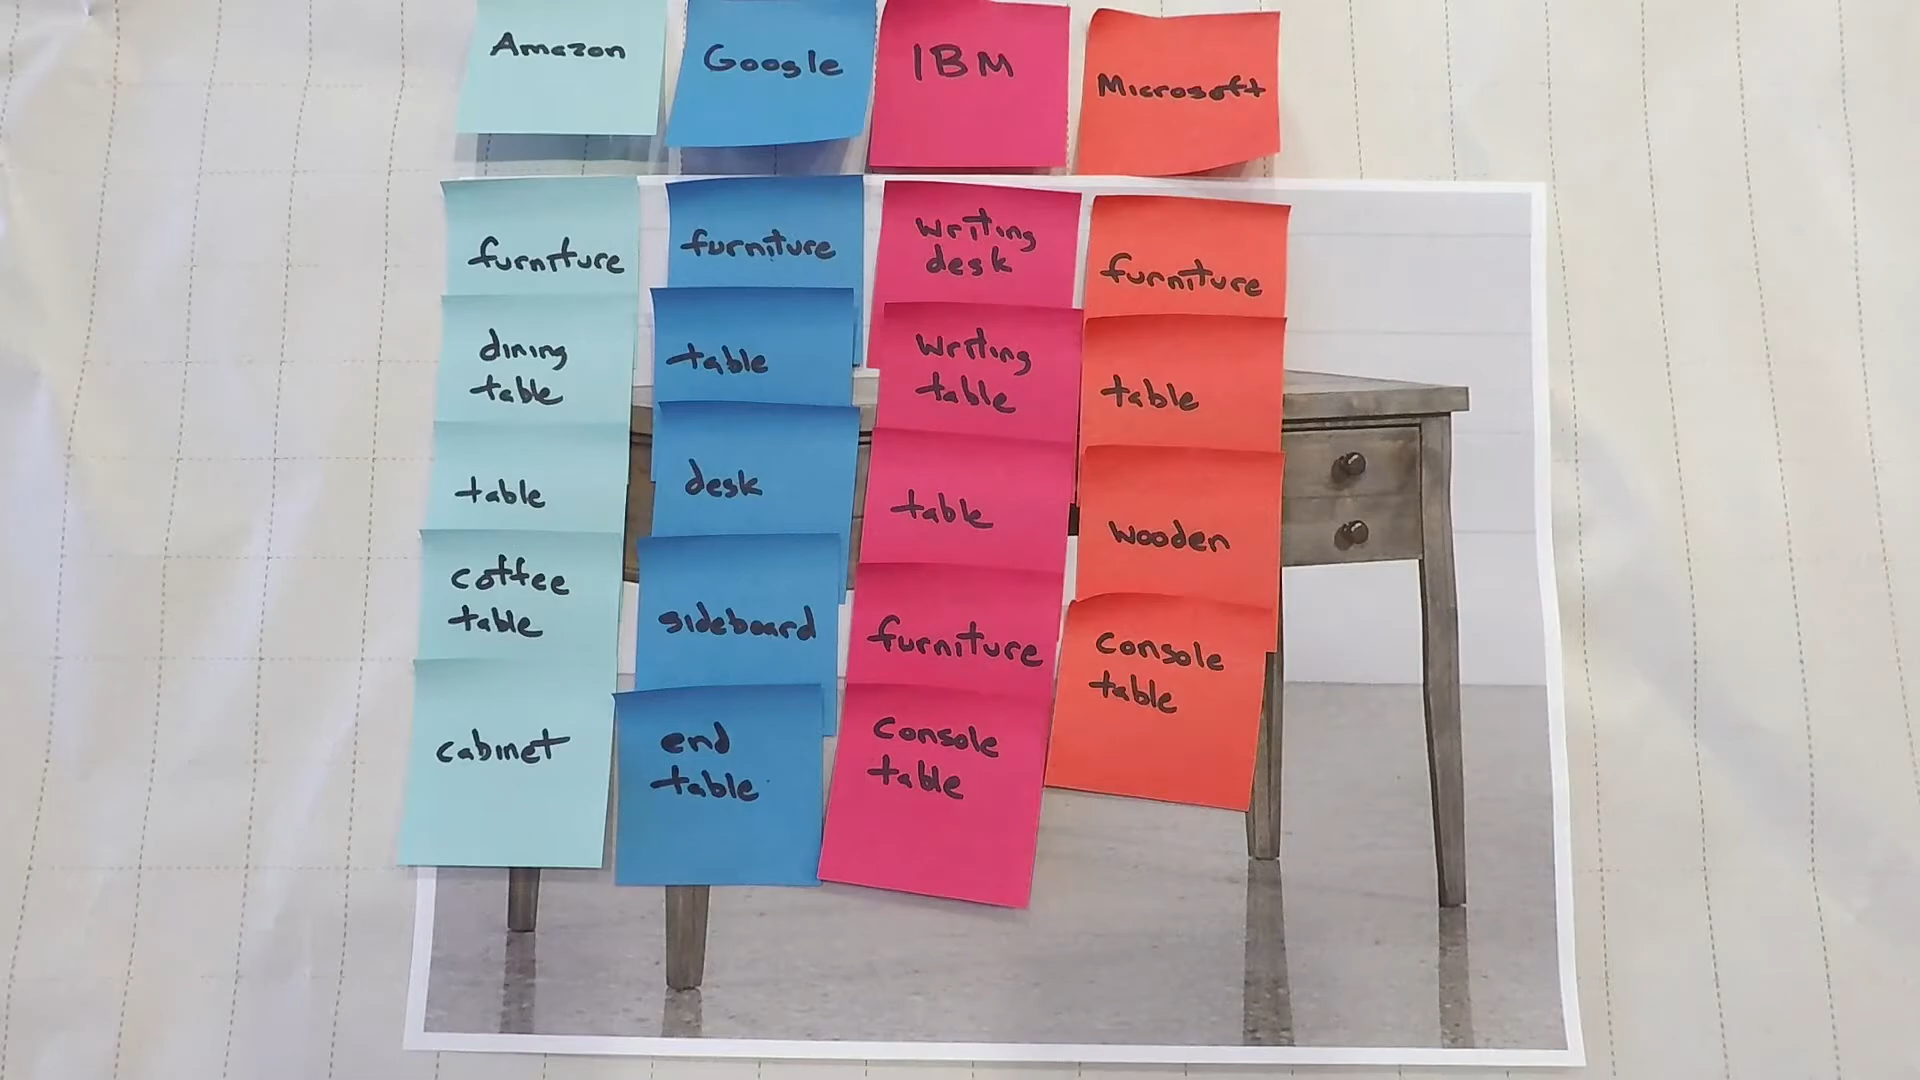 Amazon
Google
IBM
Microsoft
furniture
dining
table
table
coffee
table
cabinet
furniture
table
desk
sideboard
end
table
writing
desk
writing
table
table
furniture
console
table
furniture
table
wooden
console
table